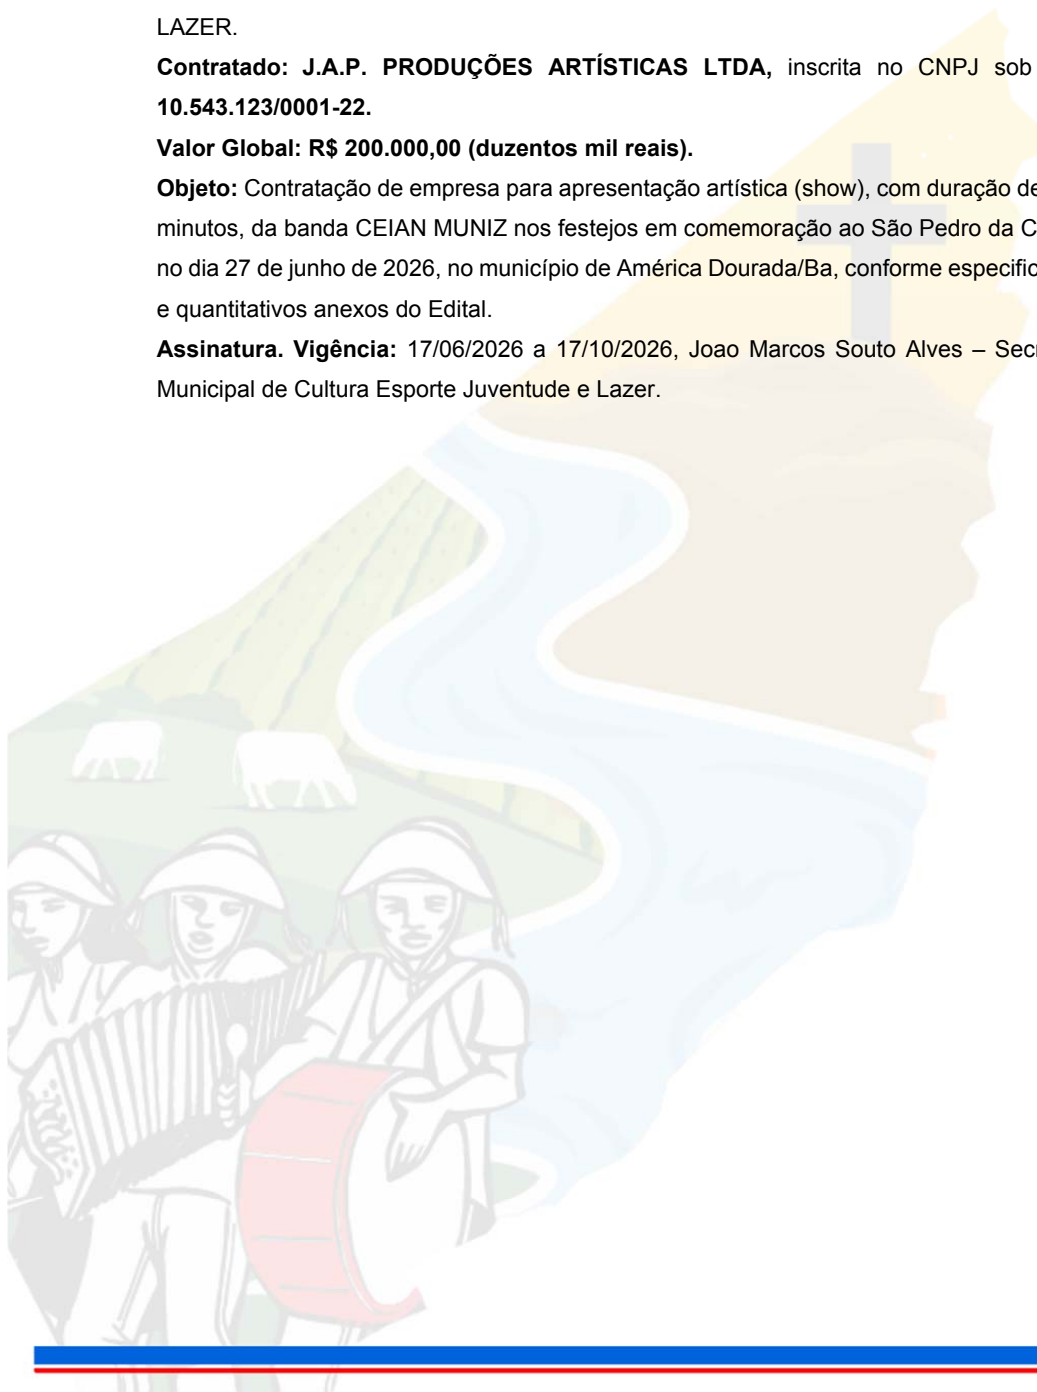 LAZER.
Contratado: J.A.P. PRODUÇÕES ARTÍSTICAS LTDA, inscrita no CNPJ sob
10.543.123/0001-22.
Valor Global: R$ 200.000,00 (duzentos mil reais).
Objeto: Contratação de empresa para apresentação artística (show), com duração de
minutos, da banda CEIAN MUNIZ nos festejos em comemoração ao São Pedro da C
no dia 27 de junho de 2026, no município de América Dourada/Ba, conforme especific
e quantitativos anexos do Edital.
Assinatura. Vigência: 17/06/2026 a 17/10/2026, Joao Marcos Souto Alves – Secr
Municipal de Cultura Esporte Juventude e Lazer.